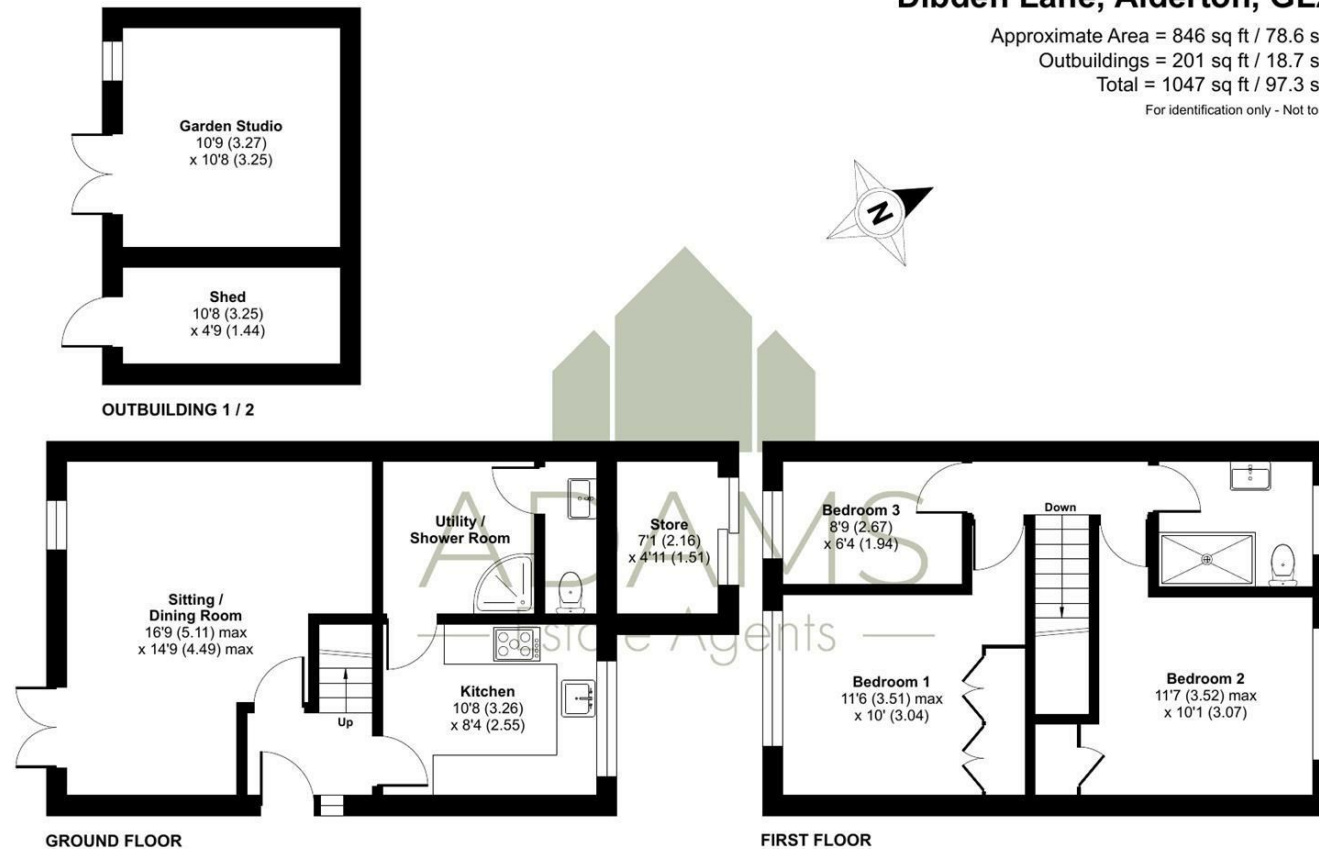 Dibden Lane, Alderton,
Approximate Area = 846 sq ft / 78.6
Outbuildings = 201 sq ft / 18.7
Total = 1047 sq ft / 97.3
For identification only - Not to
Garden Studio
10'9 (3.27)
x 10'8 (3.25)
Shed
10'8 (3.25)
x 4'9 (1.44)
OUTBUILDING 1 / 2
N
ADAMS
Estate Agents
Sitting /
Dining Room
16'9 (5.11) max
x 14'9 (4.49) max
Utility /
Shower Room
Store
7'1 (2.16)
x 4'11 (1.51)
Up
Kitchen
10'8 (3.26)
x 8'4 (2.55)
GROUND FLOOR
Bedroom 3
8'9 (2.67)
x 6'4 (1.94)
Down
Bedroom 1
11'6 (3.51) max
x 10' (3.04)
Bedroom 2
11'7 (3.52) max
x 10'1 (3.07)
FIRST FLOOR